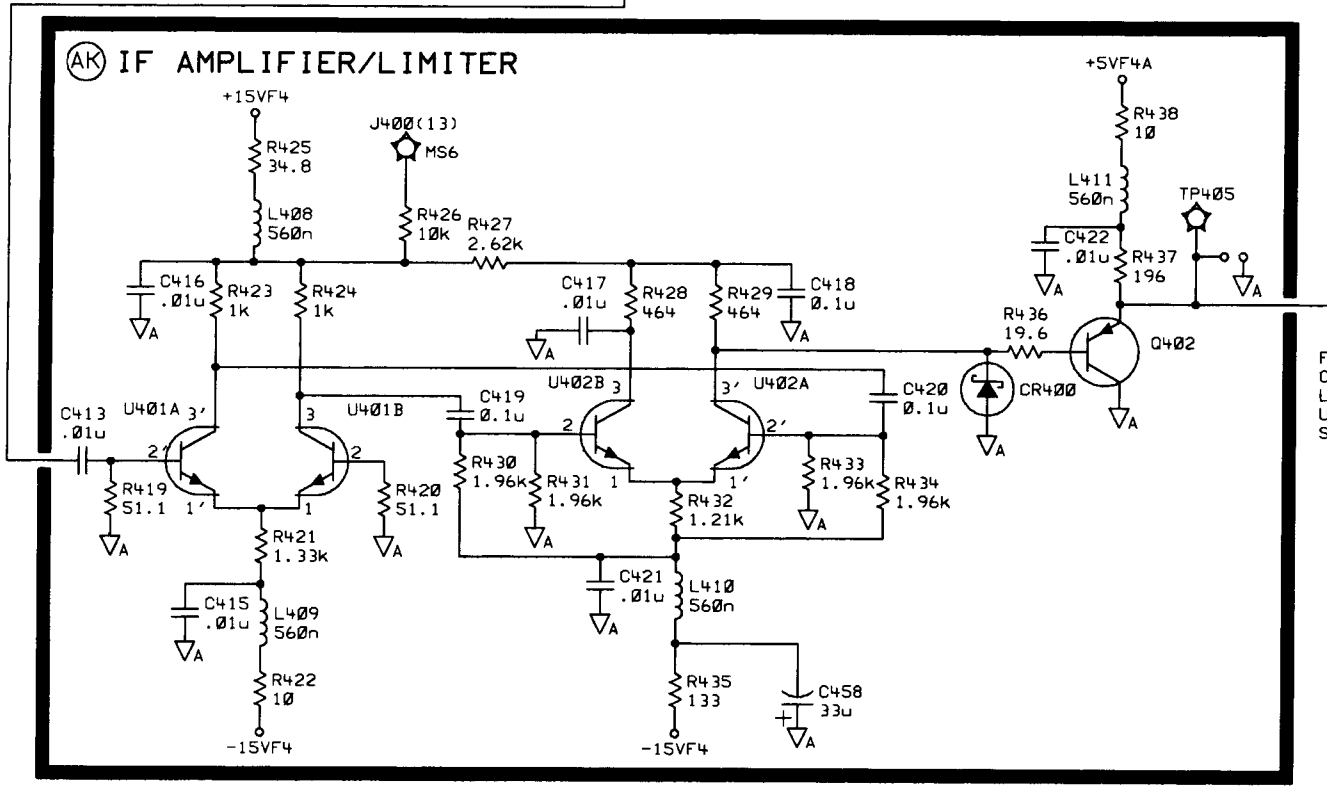 AK IF AMPLIFIER/LIMITER
+15VF4
J400(13)
MS6
+5VF4A
R438
10
R425
34.8
L408
560n
R426
10k
R427
2.62k
L411
560n
TP405
C422
.01u
R437
196
A
A
C416
.01u
A
R423
1k
R424
1k
C417
.01u
A
R428
464
R429
464
C418
0.1u
A
R436
19.6
Q402
A
CR400
A
C413
.01u
U401A
3'
2'
1'
3
U401B
2
1
C419
0.1u
U402B
3
2
1
U402A
3'
2'
1'
C420
0.1u
R419
51.1
A
R420
51.1
A
R421
1.33k
R430
1.96k
R431
1.96k
A
R432
1.21k
R433
1.96k
A
R434
1.96k
C415
.01u
A
L409
560n
C421
.01u
A
L410
560n
R422
10
-15VF4
R435
133
-15VF4
C458
33u
+
A
F
L
U
S